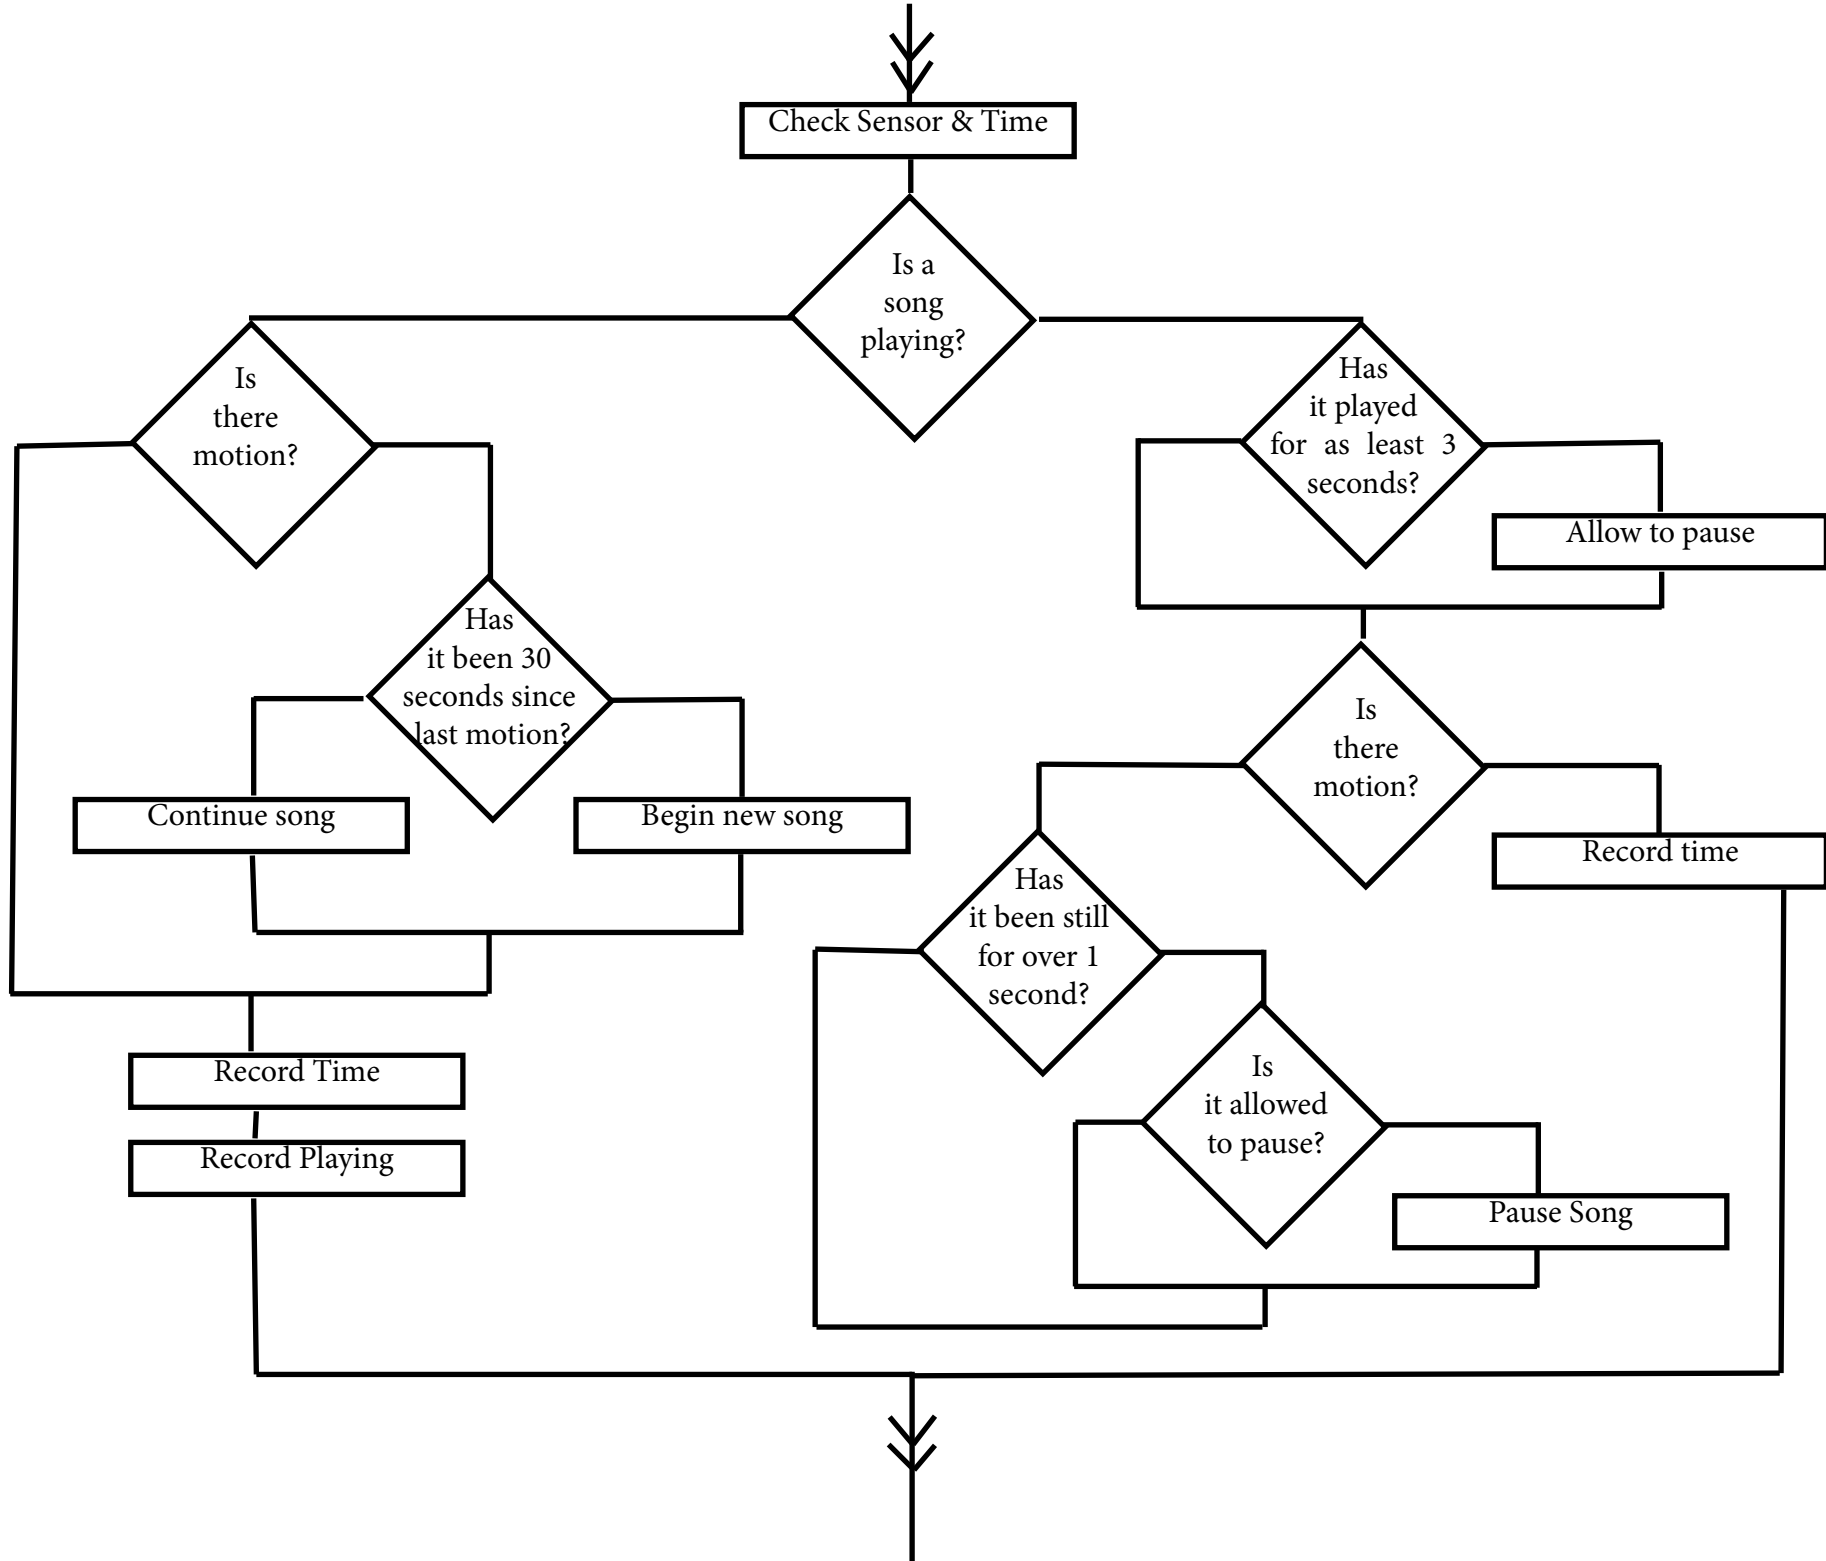 Check Sensor & Time
Is a
song
playing?
Is
there
motion?
Has
it played
for as least 3
seconds?
Allow to pause
Has
it been 30
seconds since
last motion?
Is
there
motion?
Continue song
Begin new song
Record time
Has
it been still
for over 1
second?
Record Time
Is
it allowed
to pause?
Record Playing
Pause Song